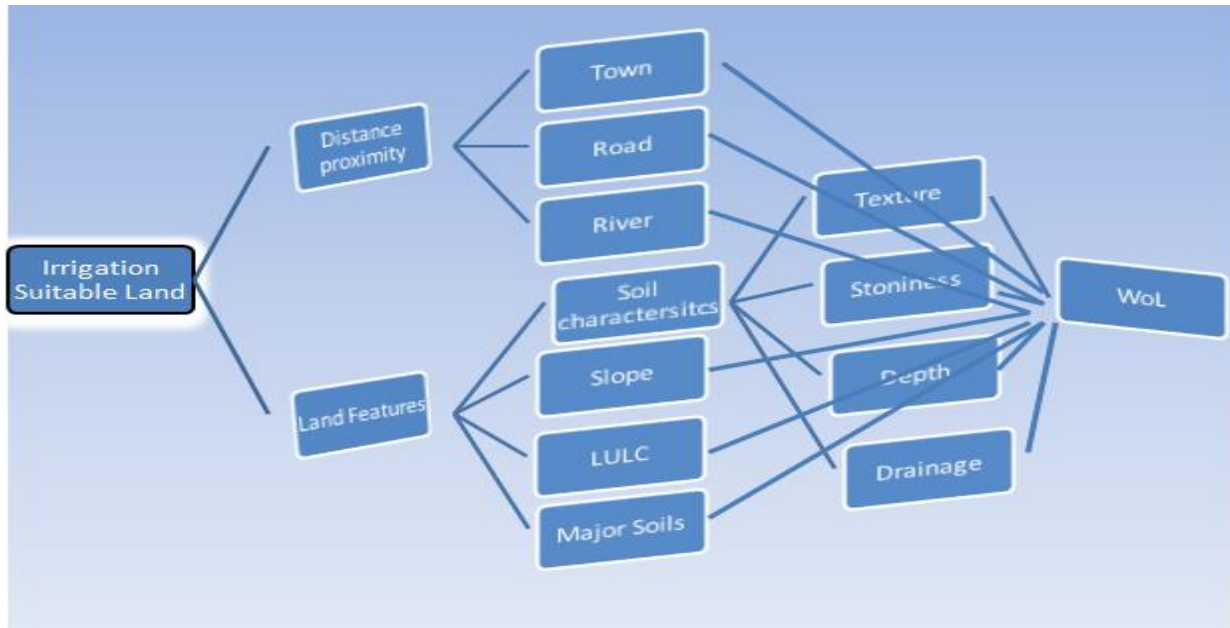 Irrigation
Suitable Land
Distance
proximity
Land Features
Town
Road
River
Soil
charactersitcs
Slope
LULC
Major Soils
Texture
Stoniness
Depth
Drainage
WoL